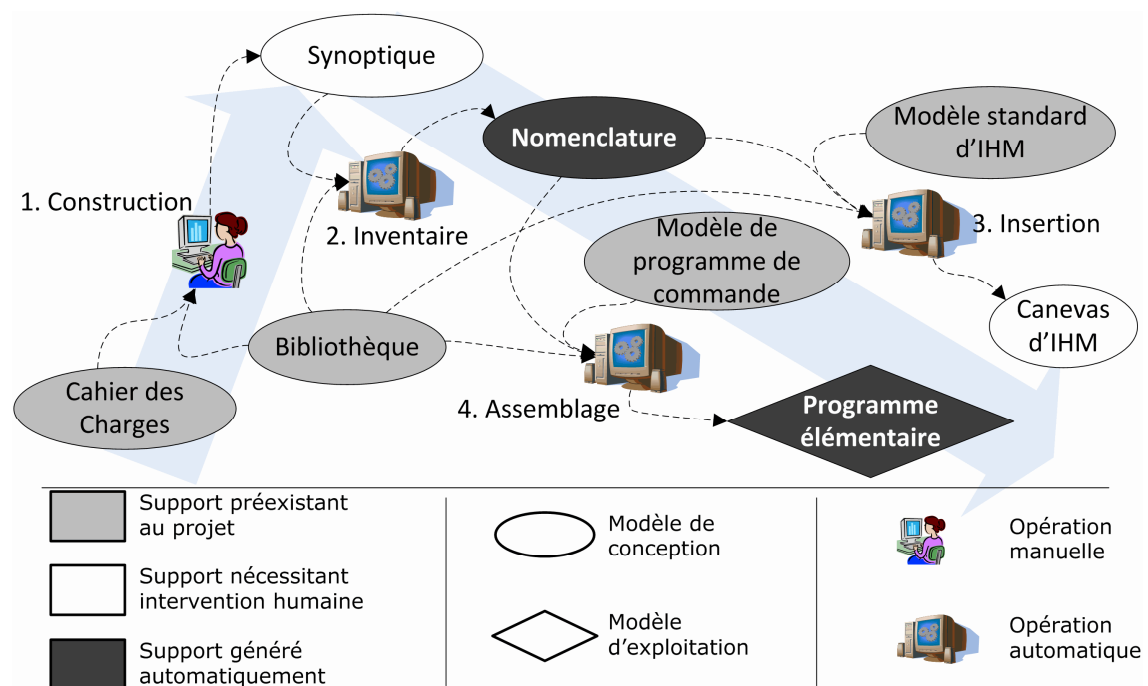 Synoptique
Nomenclature
Modèle standard
d’IHM
1. Construction
2. Inventaire
Modèle de
programme de
commande
3. Insertion
Canevas
d’IHM
Bibliothèque
Cahier des
Charges
4. Assemblage
Programme
élémentaire
Support préexistant
au projet
Support nécessitant
intervention humaine
Support généré
automatiquement
Modèle de
conception
Modèle
d’exploitation
Opération
manuelle
Opération
automatique